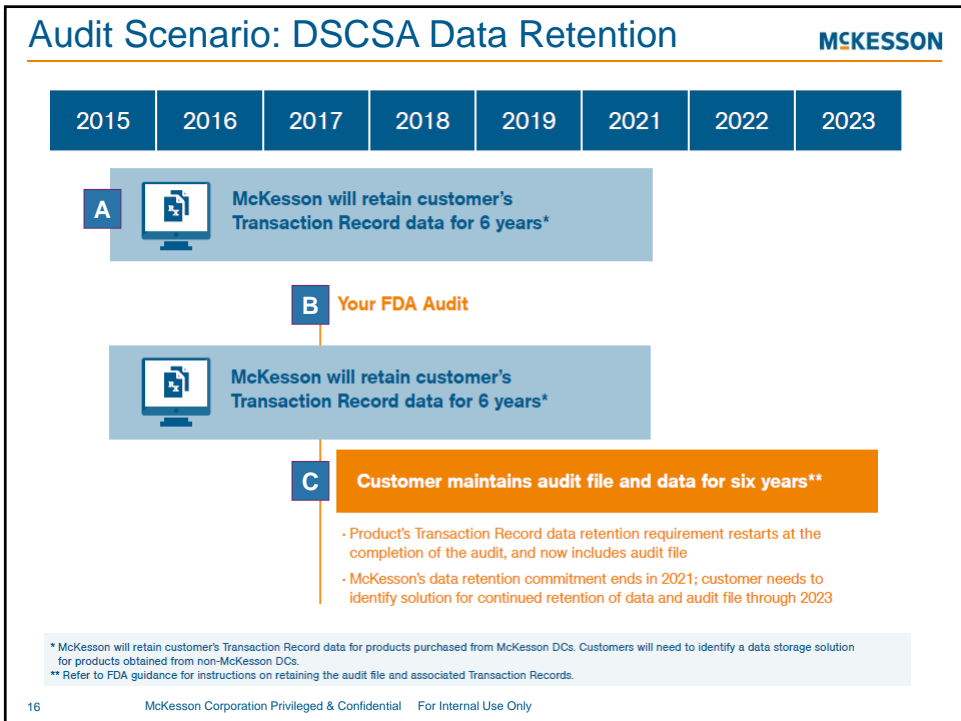 Audit Scenario: DSCSA Data Retention
MCKESSON
2015 2016 2017 2018 2019 2021 2022 2023
A
McKesson will retain customer's
Transaction Record data for 6 years*
B Your FDA Audit
McKesson will retain customer's
Transaction Record data for 6 years*
C Customer maintains audit file and data for six years**
· Product's Transaction Record data retention requirement restarts at the
completion of the audit, and now includes audit file
· McKesson's data retention commitment ends in 2021; customer needs to
identify solution for continued retention of data and audit file through 2023
* McKesson will retain customer's Transaction Record data for products purchased from McKesson DCs. Customers will need to identify a data storage solution
for products obtained from non-McKesson DCs.
** Refer to FDA guidance for instructions on retaining the audit file and associated Transaction Records.
16 McKesson Corporation Privileged & Confidential For Internal Use Only